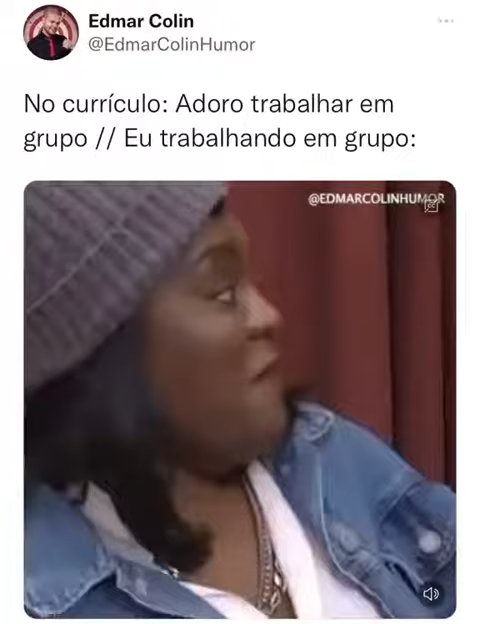 Edmar Colin
@EdmarColinHumor
No currículo: Adoro trabalhar em
grupo // Eu trabalhando em grupo:
@EDMARCOLINHUMOR